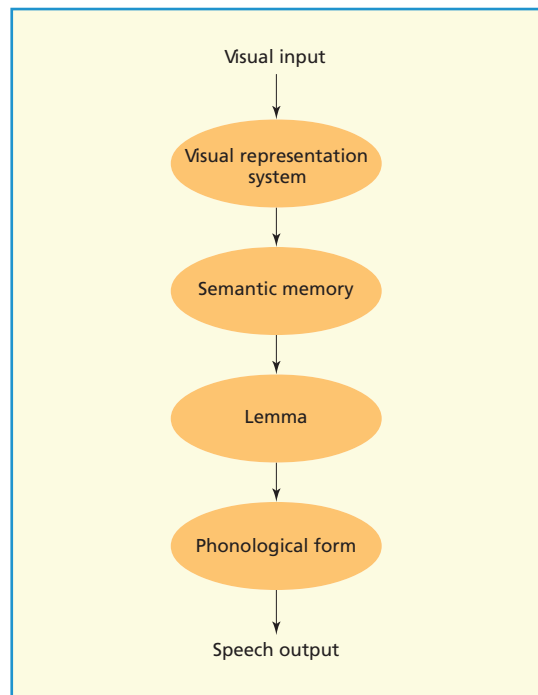 Visual input
Visual representation
system
Semantic memory
Lemma
Phonological form
Speech output